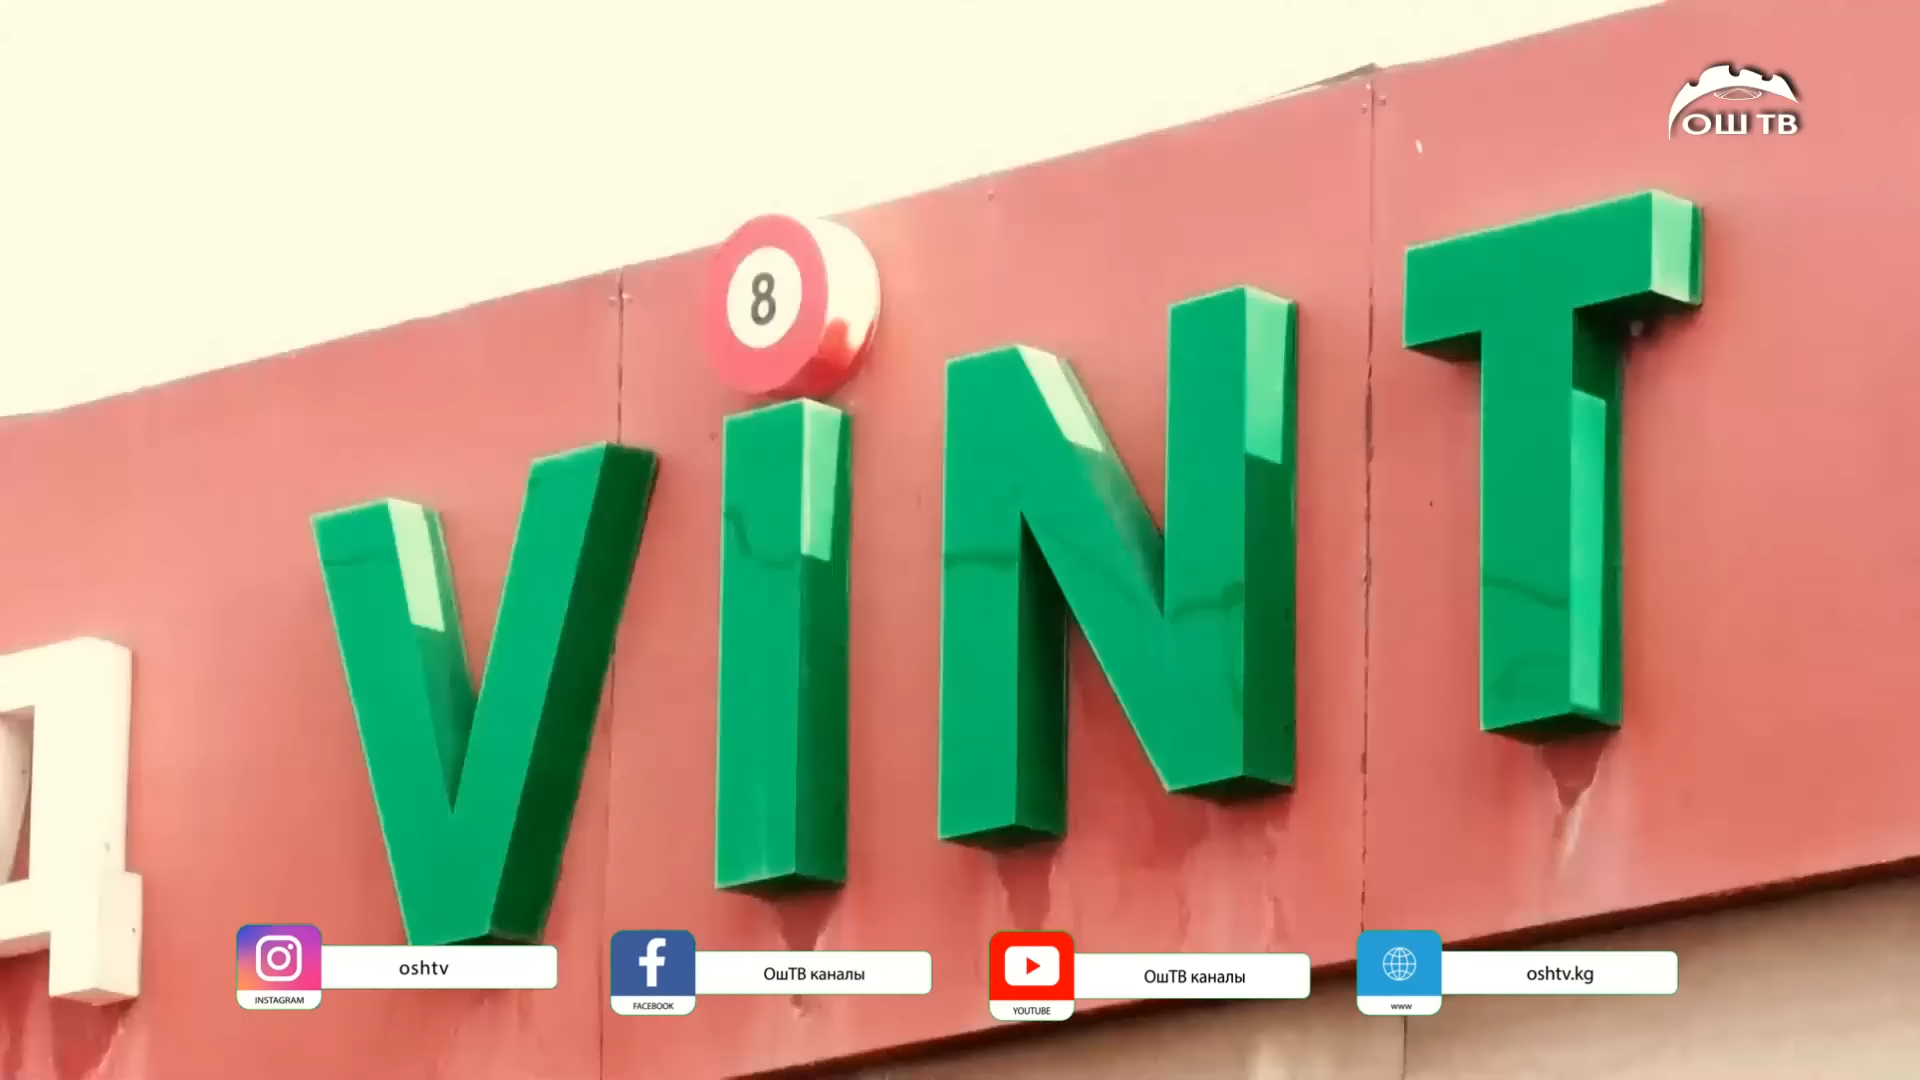 ОШ ТВ
8
Д ViNT
oshtv
INSTAGRAM
ОшТВ каналы
FACEBOOK
ОшТВ каналы
YOUTUBE
oshtv.kg
www